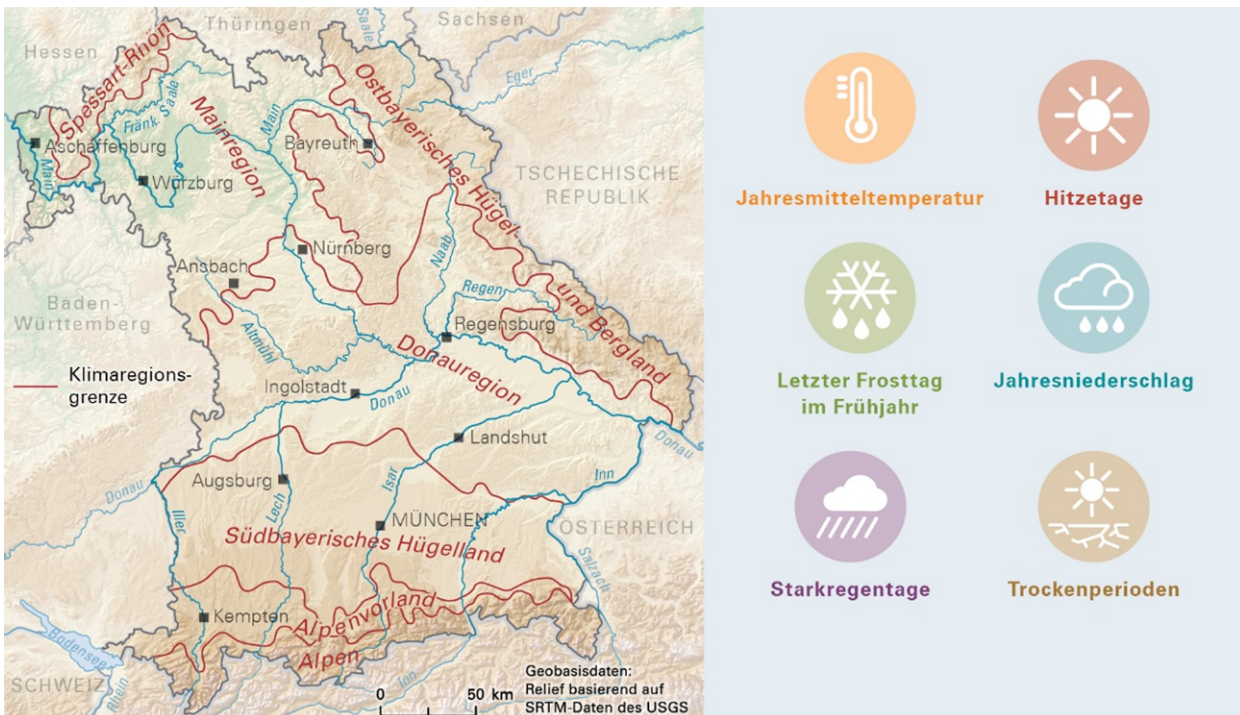 Thüringen
Sachsen
Hessen
Saale
Eger
Spessart-Rhön
Fränk. Saale
Mainregion
Main
Ostbayerisches Hügel-
und Bergland
Bayreuth
Aschaffenburg
Main
Würzburg
TSCHECHISCHE
REPUBLIK
Nürnberg
Naab
Ansbach
Regen
Baden-
Württemberg
Altmühl
Regensburg
Donauregion
Klimaregions-
grenze
Ingolstadt
Donau
Landshut
Donau
Donau
Augsburg
Isar
Inn
Iller
Lech
MÜNCHEN
ÖSTERREICH
Südbayerisches Hügelland
Salzach
Kempten
Alpenvorland
Alpen
Bodensee
SCHWEIZ
Rhein
Inn
0 50 km
Geobasisdaten:
Relief basierend auf
SRTM-Daten des USGS
Jahresmitteltemperatur
Hitzetage
Letzter Frosttag
im Frühjahr
Jahresniederschlag
Starkregentage
Trockenperioden